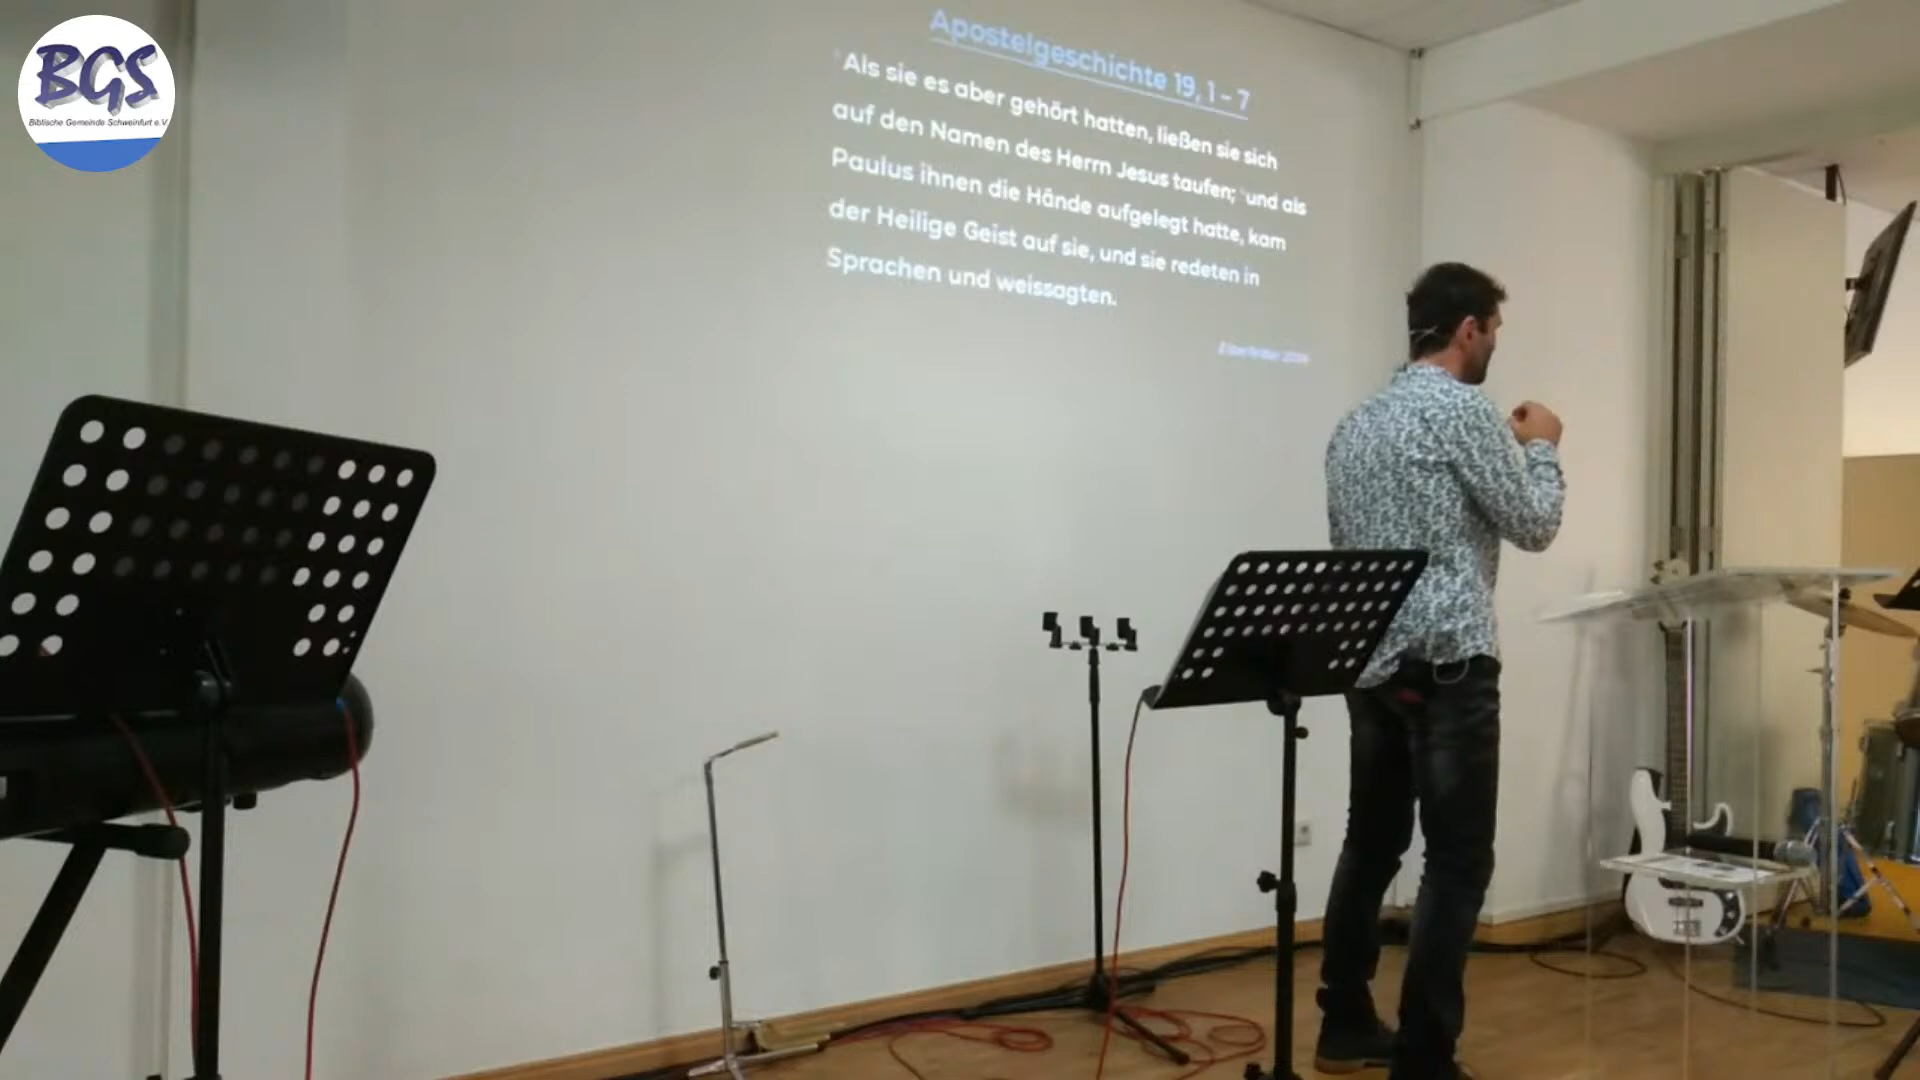 BGS
Biblische Gemeinde Schweinfurt e.V.
Apostelgeschichte 19, 1 - 7
Als sie es aber gehört hatten, ließen sie sich
auf den Namen des Herrn Jesus taufen; und als
Paulus ihnen die Hände aufgelegt hatte, kam
der Heilige Geist auf sie, und sie redeten in
Sprachen und weissagten.